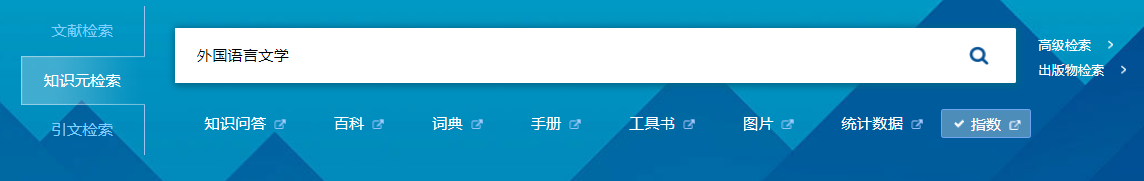 文献检索
知识元检索
引文检索
外国语言文学
高级检索
出版物检索
知识问答 百科 词典 手册 工具书 图片 统计数据 指数